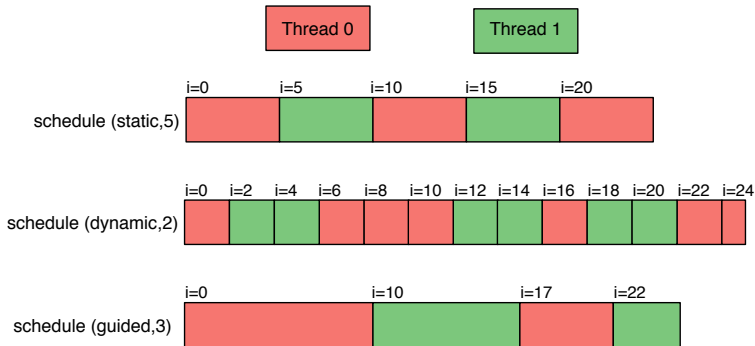 Thread 0 Thread 1
i=0 i=5 i=10 i=15 i=20
schedule (static,5)
i=0 i=2 i=4 i=6 i=8 i=10 i=12 i=14 i=16 i=18 i=20 i=22 i=24
schedule (dynamic,2)
i=0 i=10 i=17 i=22
schedule (guided,3)